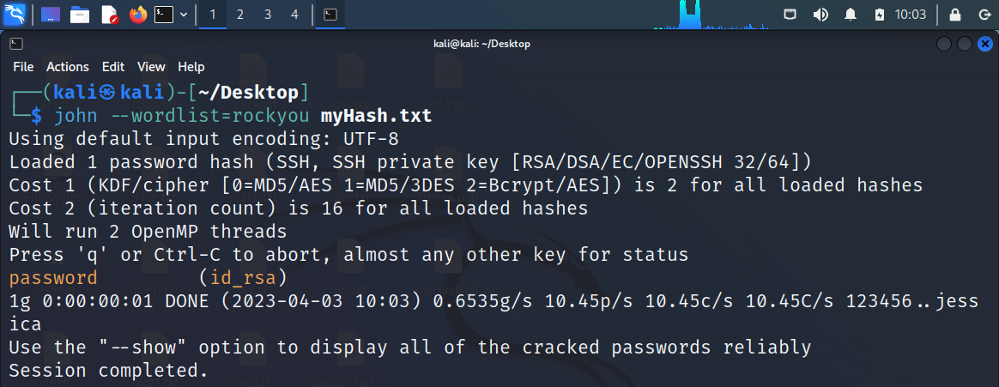 1 2 3 4
10:03
kali@kali: ~/Desktop
File Actions Edit View Help
┌──(kali㉿kali)-[~/Desktop]
└─$ john --wordlist=rockyou myHash.txt
Using default input encoding: UTF-8
Loaded 1 password hash (SSH, SSH private key [RSA/DSA/EC/OPENSSH 32/64])
Cost 1 (KDF/cipher [0=MD5/AES 1=MD5/3DES 2=Bcrypt/AES]) is 2 for all loaded hashes
Cost 2 (iteration count) is 16 for all loaded hashes
Will run 2 OpenMP threads
Press 'q' or Ctrl-C to abort, almost any other key for status
password (id_rsa)
1g 0:00:00:01 DONE (2023-04-03 10:03) 0.6535g/s 10.45p/s 10.45c/s 10.45C/s 123456..jess
ica
Use the "--show" option to display all of the cracked passwords reliably
Session completed.